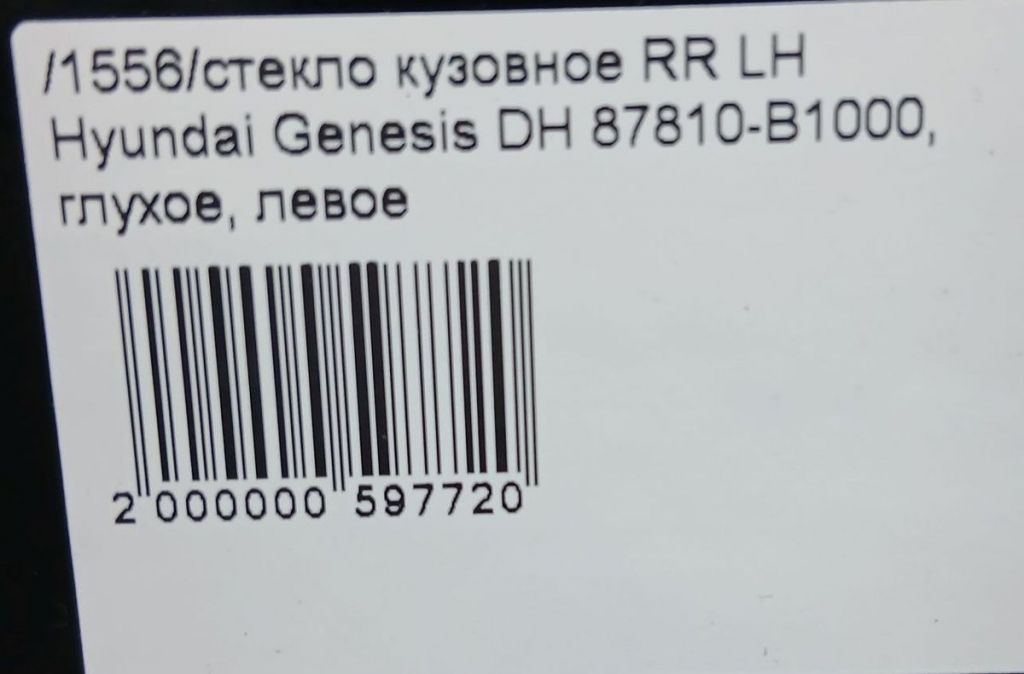 /1556/стекло кузовное RR LH
Hyundai Genesis DH 87810-B1000,
глухое, левое
2 000000 597720